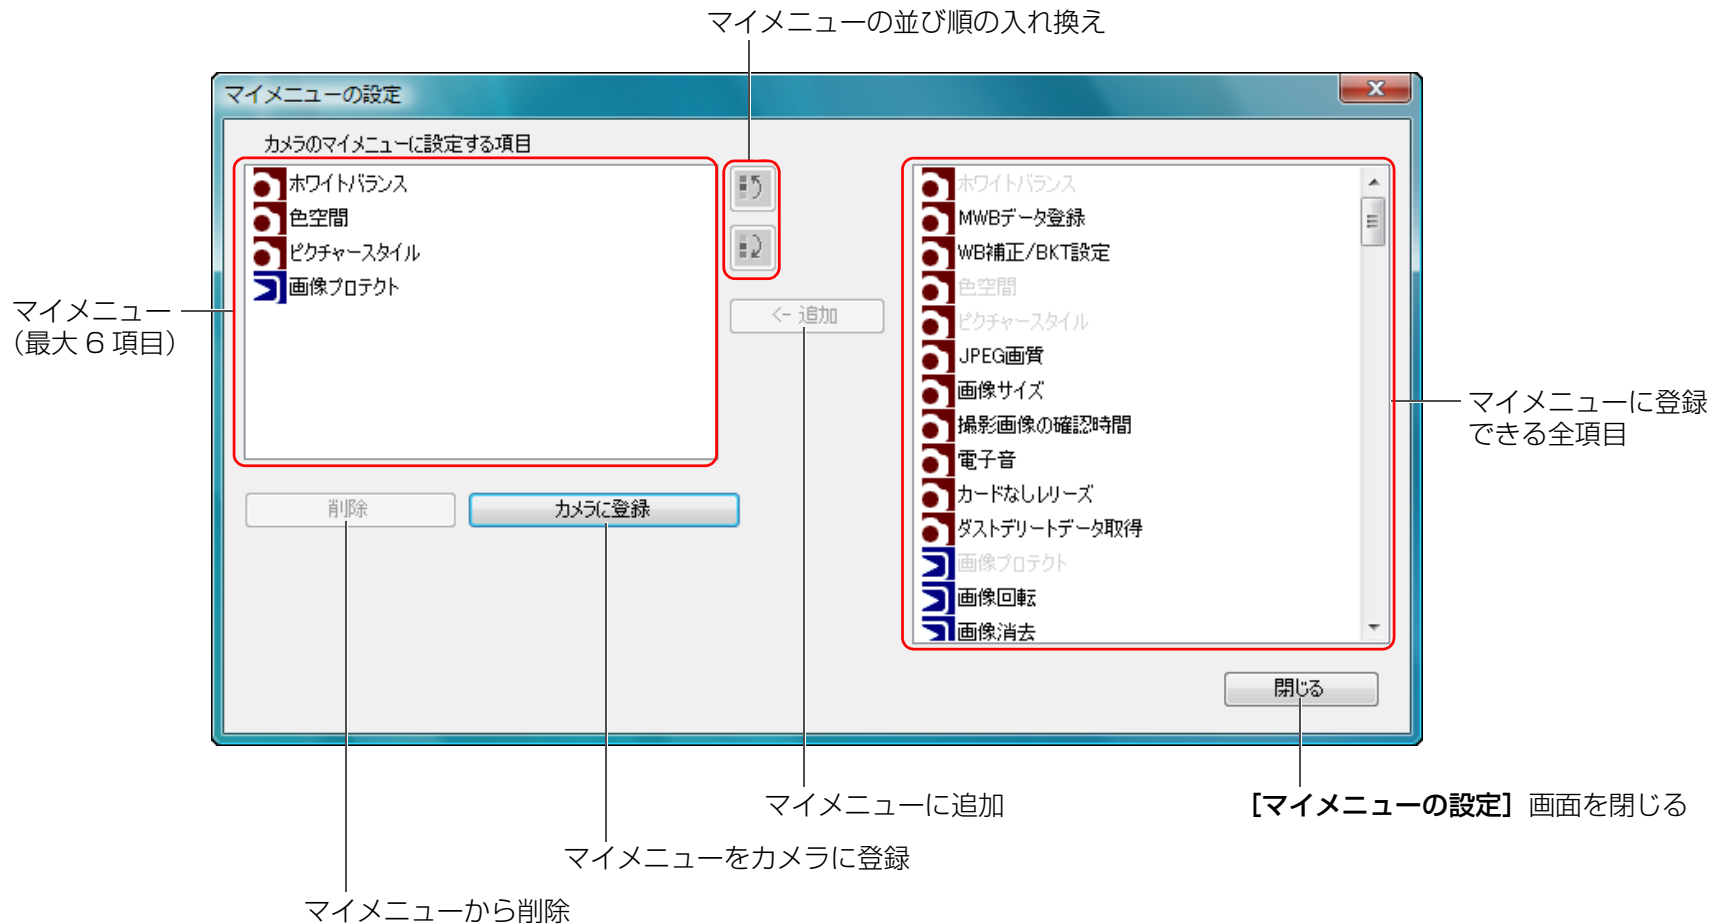 マイメニューの並び順の入れ換え
マイメニューの設定
カメラのマイメニューに設定する項目
ホワイトバランス
色空間
ピクチャースタイル
画像プロテクト
マイメニュー
（最大 6 項目）
<- 追加
削除
カメラに登録
ホワイトバランス
MWBデータ登録
WB補正/BKT設定
色空間
ピクチャースタイル
JPEG画質
画像サイズ
撮影画像の確認時間
電子音
カードなしレリーズ
ダストデリートデータ取得
画像プロテクト
画像回転
画像消去
マイメニューに登録
できる全項目
閉じる
マイメニューに追加
［マイメニューの設定］画面を閉じる
マイメニューをカメラに登録
マイメニューから削除